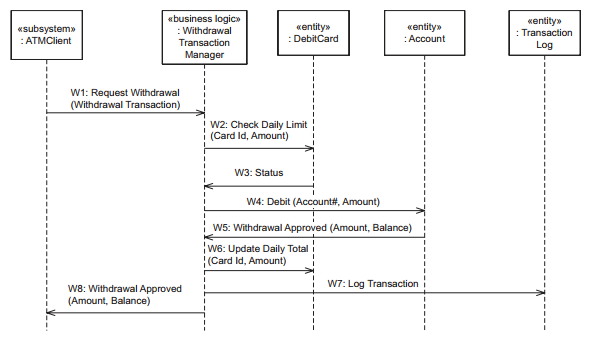 «subsystem»
: ATMClient
«business logic»
: Withdrawal
Transaction
Manager
«entity»
: DebitCard
«entity»
: Account
«entity»
: Transaction
Log
W1: Request Withdrawal
(Withdrawal Transaction)
W2: Check Daily Limit
(Card Id, Amount)
W3: Status
W4: Debit (Account#, Amount)
W5: Withdrawal Approved (Amount, Balance)
W6: Update Daily Total
(Card Id, Amount)
W7: Log Transaction
W8: Withdrawal Approved
(Amount, Balance)